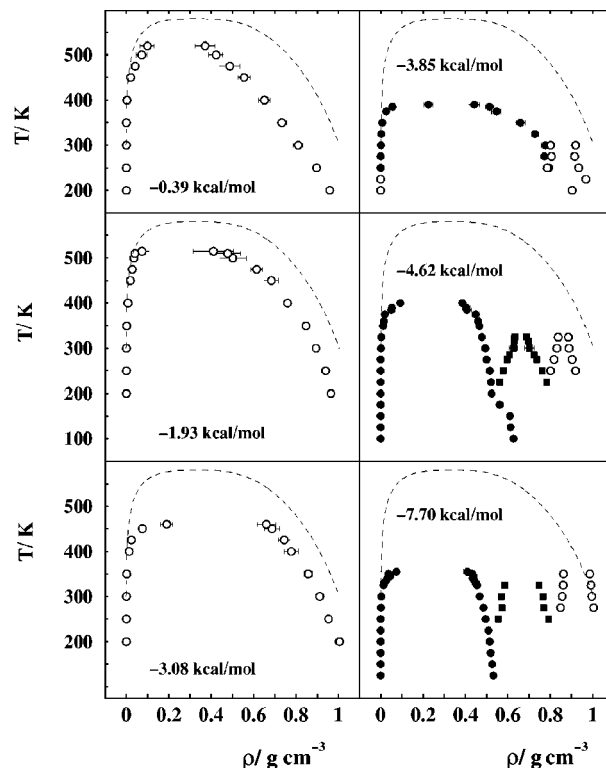 T/ K
500
400
300
200
−0.39 kcal/mol
−3.85 kcal/mol
T/ K
500
400
300
200
100
−1.93 kcal/mol
−4.62 kcal/mol
T/ K
500
400
300
200
−3.08 kcal/mol
−7.70 kcal/mol
0 0.2 0.4 0.6 0.8 1 0 0.2 0.4 0.6 0.8 1
ρ/ g cm⁻³ ρ/ g cm⁻³